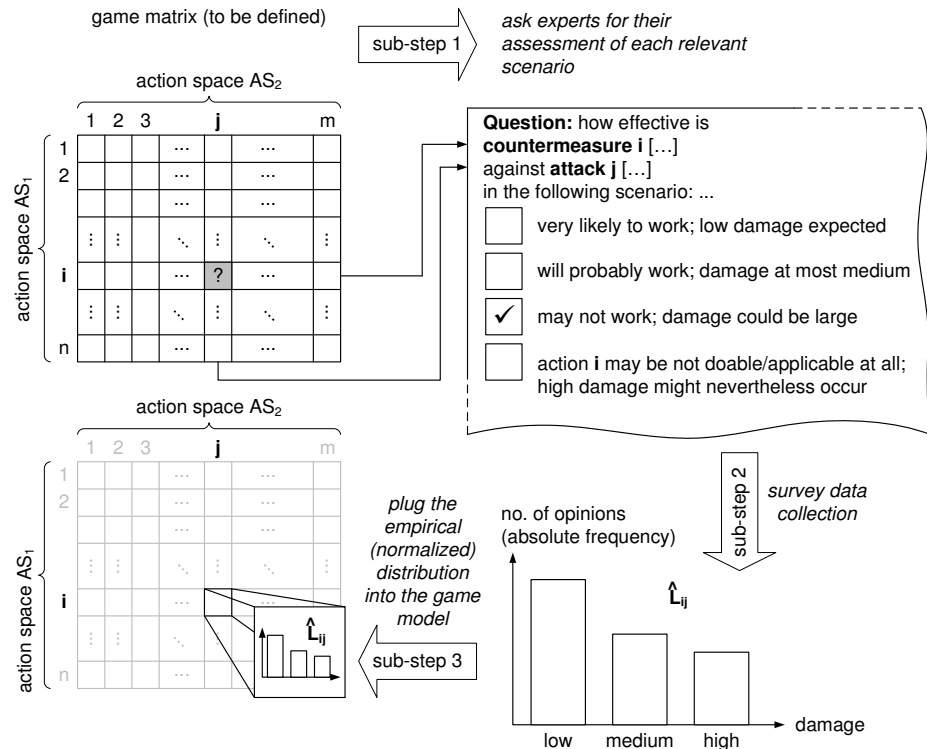 game matrix (to be defined)
sub-step 1
ask experts for their
assessment of each relevant
scenario
action space AS₂
1 2 3 j m
1
2
i
n
action space AS₁
... ...
... ...
... ...
⋮ ⋮ ⋱ ⋮ ⋱ ⋮
... ? ...
⋮ ⋮ ⋱ ⋮ ⋱ ⋮
... ...
Question: how effective is
countermeasure i [...]
against attack j [...]
in the following scenario: ...
very likely to work; low damage expected
will probably work; damage at most medium
✓ may not work; damage could be large
action i may be not doable/applicable at all;
high damage might nevertheless occur
sub-step 2
survey data
collection
no. of opinions
(absolute frequency)
L̂ij
low medium high
damage
sub-step 3
plug the
empirical
(normalized)
distribution
into the game
model
action space AS₂
1 2 3 j m
1
2
i
n
action space AS₁
... ...
... ...
... ...
⋮ ⋮ ⋱ ⋮ ⋱ ⋮
... ...
⋮ ⋮ ⋱ ⋮
...
L̂ij